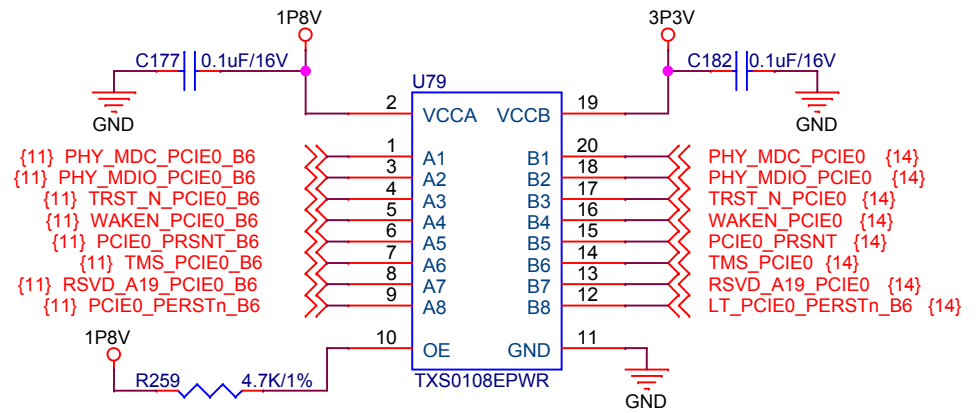 1P8V 3P3V
C177 0.1uF/16V C182 0.1uF/16V
U79
GND 2 VCCA VCCB 19 GND
{11} PHY_MDC_PCIE0_B6 1 A1 B1 20 PHY_MDC_PCIE0 {14}
{11} PHY_MDIO_PCIE0_B6 3 A2 B2 18 PHY_MDIO_PCIE0 {14}
{11} TRST_N_PCIE0_B6 4 A3 B3 17 TRST_N_PCIE0 {14}
{11} WAKEN_PCIE0_B6 5 A4 B4 16 WAKEN_PCIE0 {14}
{11} PCIE0_PRSNT_B6 6 A5 B5 15 PCIE0_PRSNT {14}
{11} TMS_PCIE0_B6 7 A6 B6 14 TMS_PCIE0 {14}
{11} RSVD_A19_PCIE0_B6 8 A7 B7 13 RSVD_A19_PCIE0 {14}
{11} PCIE0_PERSTn_B6 9 A8 B8 12 LT_PCIE0_PERSTn_B6 {14}
1P8V 10 OE GND 11
R259 4.7K/1% TXS0108EPWR
GND